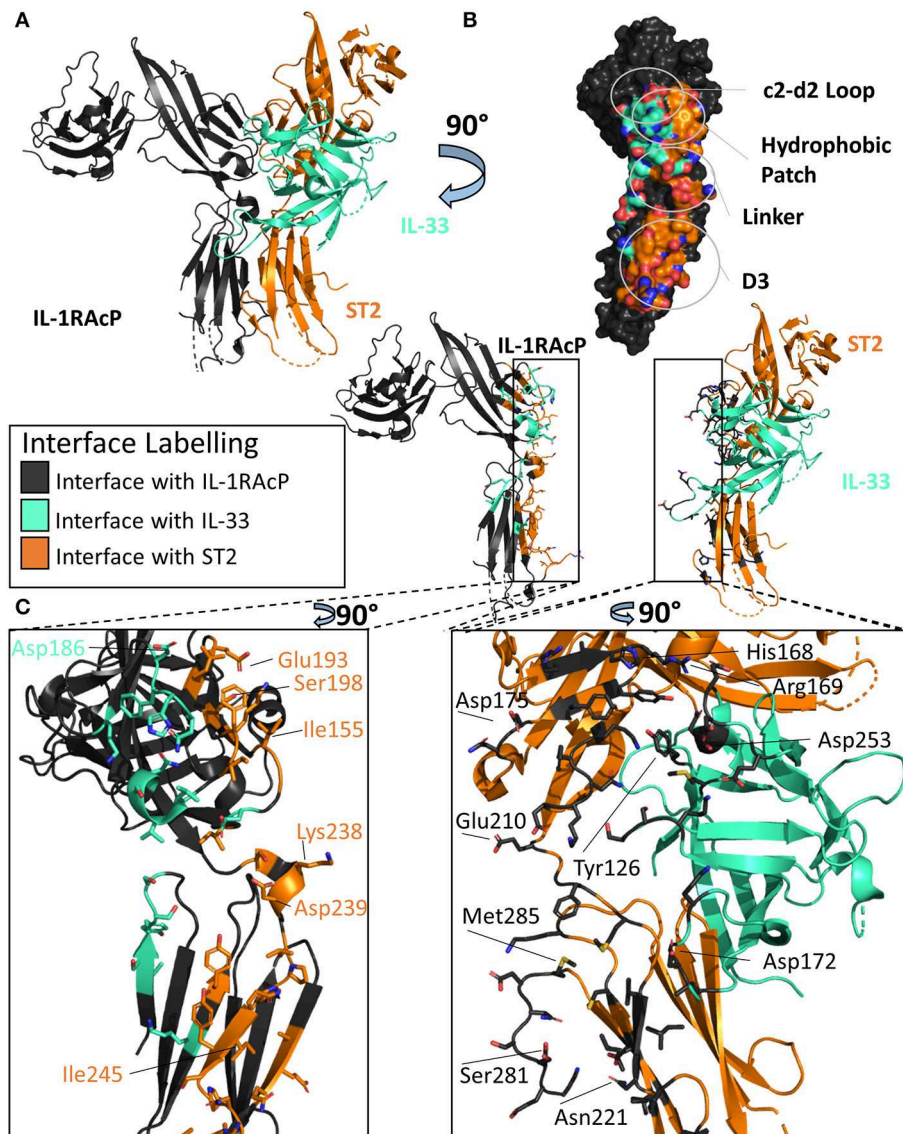 A
B
c2-d2 Loop
90°
Hydrophobic
Patch
IL-33
Linker
D3
IL-1RAcP
ST2
IL-1RAcP
ST2
Interface Labelling
Interface with IL-1RAcP
Interface with IL-33
Interface with ST2
IL-33
C
90°
90°
Asp186
Glu193
Ser198
Ile155
Lys238
Asp239
Ile245
His168
Arg169
Asp175
Asp253
Glu210
Tyr126
Met285
Asp172
Ser281
Asn221